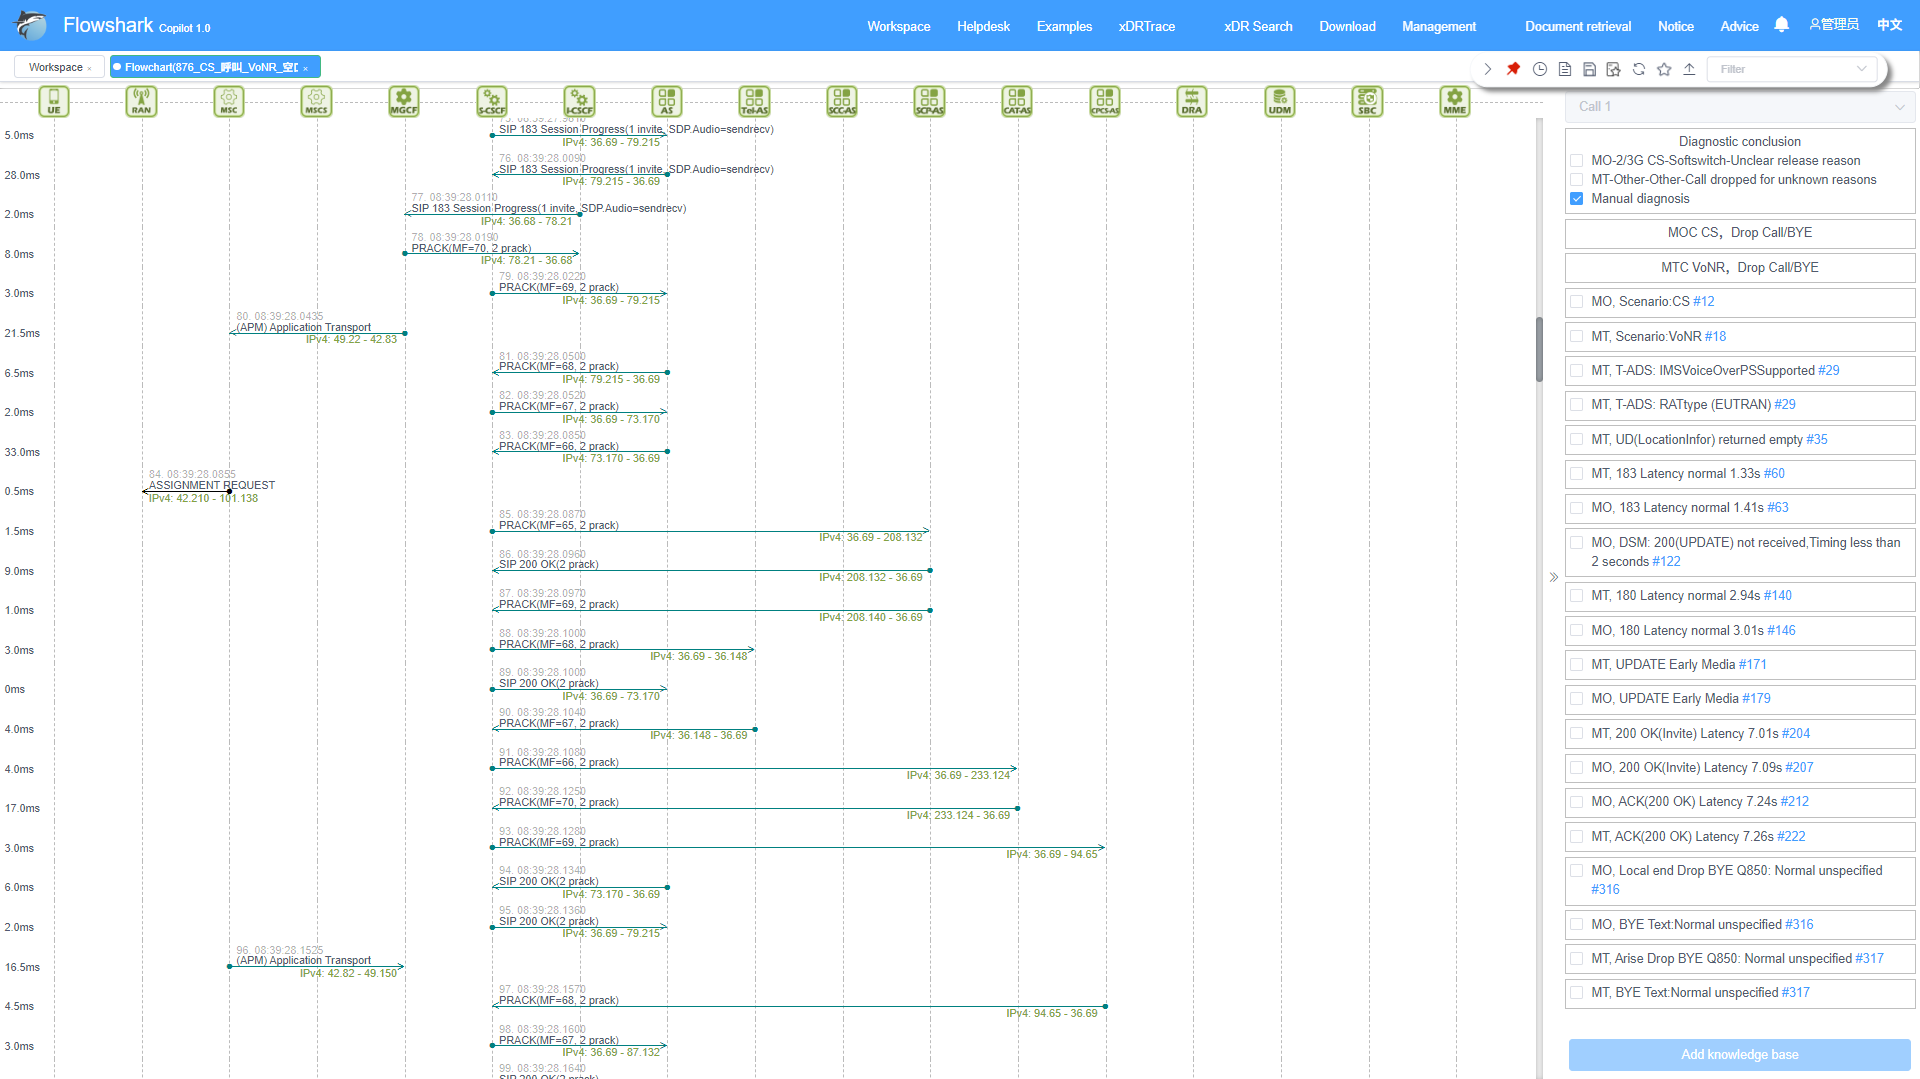 Flowshark Copilot 1.0
Workspace
Helpdesk
Examples
xDRTrace
xDR Search
Download
Management
Document retrieval
Notice
Advice
管理员
中文
Workspace
Flowchart(876_CS_呼叫_VoNR_空
Filter
UE
RAN
MSC
MSCS
MGCF
S-CSCF
I-CSCF
AS
Tel-AS
SCC-AS
SCP-AS
CAT-AS
CPCS-AS
DRA
UDM
SBC
MME
5.0ms
SIP 183 Session Progress(1 invite, SDP.Audio=sendrecv)
IPv4: 36.69 - 79.215
76. 08:39:28.0090
28.0ms
SIP 183 Session Progress(1 invite, SDP.Audio=sendrecv)
IPv4: 79.215 - 36.69
77. 08:39:28.0110
2.0ms
SIP 183 Session Progress(1 invite, SDP.Audio=sendrecv)
IPv4: 36.68 - 78.21
78. 08:39:28.0190
8.0ms
PRACK(MF=70, 2 prack)
IPv4: 78.21 - 36.68
79. 08:39:28.0220
3.0ms
PRACK(MF=69, 2 prack)
IPv4: 36.69 - 79.215
80. 08:39:28.0435
21.5ms
(APM) Application Transport
IPv4: 49.22 - 42.83
81. 08:39:28.0500
6.5ms
PRACK(MF=68, 2 prack)
IPv4: 79.215 - 36.69
82. 08:39:28.0520
2.0ms
PRACK(MF=67, 2 prack)
IPv4: 36.69 - 73.170
83. 08:39:28.0850
33.0ms
PRACK(MF=66, 2 prack)
IPv4: 73.170 - 36.69
84. 08:39:28.0855
0.5ms
ASSIGNMENT REQUEST
IPv4: 42.210 - 101.138
85. 08:39:28.0870
1.5ms
PRACK(MF=65, 2 prack)
IPv4: 36.69 - 208.132
86. 08:39:28.0960
9.0ms
SIP 200 OK(2 prack)
IPv4: 208.132 - 36.69
87. 08:39:28.0970
1.0ms
PRACK(MF=69, 2 prack)
IPv4: 208.140 - 36.69
88. 08:39:28.1000
3.0ms
PRACK(MF=68, 2 prack)
IPv4: 36.69 - 36.148
89. 08:39:28.1000
0ms
SIP 200 OK(2 prack)
IPv4: 36.69 - 73.170
90. 08:39:28.1040
4.0ms
PRACK(MF=67, 2 prack)
IPv4: 36.148 - 36.69
91. 08:39:28.1080
4.0ms
PRACK(MF=66, 2 prack)
IPv4: 36.69 - 233.124
92. 08:39:28.1250
17.0ms
PRACK(MF=70, 2 prack)
IPv4: 233.124 - 36.69
93. 08:39:28.1280
3.0ms
PRACK(MF=69, 2 prack)
IPv4: 36.69 - 94.65
94. 08:39:28.1340
6.0ms
SIP 200 OK(2 prack)
IPv4: 73.170 - 36.69
95. 08:39:28.1360
2.0ms
SIP 200 OK(2 prack)
IPv4: 36.69 - 79.215
96. 08:39:28.1525
16.5ms
(APM) Application Transport
IPv4: 42.82 - 49.150
97. 08:39:28.1570
4.5ms
PRACK(MF=68, 2 prack)
IPv4: 94.65 - 36.69
98. 08:39:28.1600
3.0ms
PRACK(MF=67, 2 prack)
IPv4: 36.69 - 87.132
99. 08:39:28.1640
SIP 200 OK(2 prack)
Call 1
Diagnostic conclusion
MO-2/3G CS-Softswitch-Unclear release reason
MT-Other-Other-Call dropped for unknown reasons
Manual diagnosis
MOC CS，Drop Call/BYE
MTC VoNR，Drop Call/BYE
MO, Scenario:CS #12
MT, Scenario:VoNR #18
MT, T-ADS: IMSVoiceOverPSSupported #29
MT, T-ADS: RATtype (EUTRAN) #29
MT, UD(LocationInfor) returned empty #35
MT, 183 Latency normal 1.33s #60
MO, 183 Latency normal 1.41s #63
MO, DSM: 200(UPDATE) not received,Timing less than
2 seconds #122
MT, 180 Latency normal 2.94s #140
MO, 180 Latency normal 3.01s #146
MT, UPDATE Early Media #171
MO, UPDATE Early Media #179
MT, 200 OK(Invite) Latency 7.01s #204
MO, 200 OK(Invite) Latency 7.09s #207
MO, ACK(200 OK) Latency 7.24s #212
MT, ACK(200 OK) Latency 7.26s #222
MO, Local end Drop BYE Q850: Normal unspecified
#316
MO, BYE Text:Normal unspecified #316
MT, Arise Drop BYE Q850: Normal unspecified #317
MT, BYE Text:Normal unspecified #317
Add knowledge base